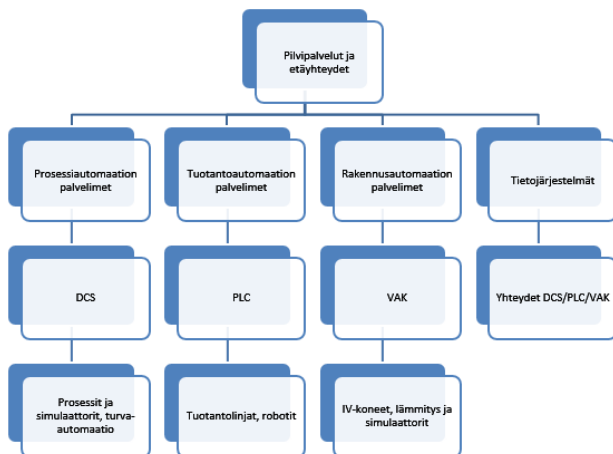 Pilvipalvelut ja
etäyhteydet
Prosessiautomaation
palvelimet
Tuotantoautomaation
palvelimet
Rakennusautomaation
palvelimet
Tietojärjestelmät
DCS
PLC
VAK
Yhteydet DCS/PLC/VAK
Prosessit ja
simulaattorit, turva-
automaatio
Tuotantolinjat, robotit
IV-koneet, lämmitys ja
simulaattorit